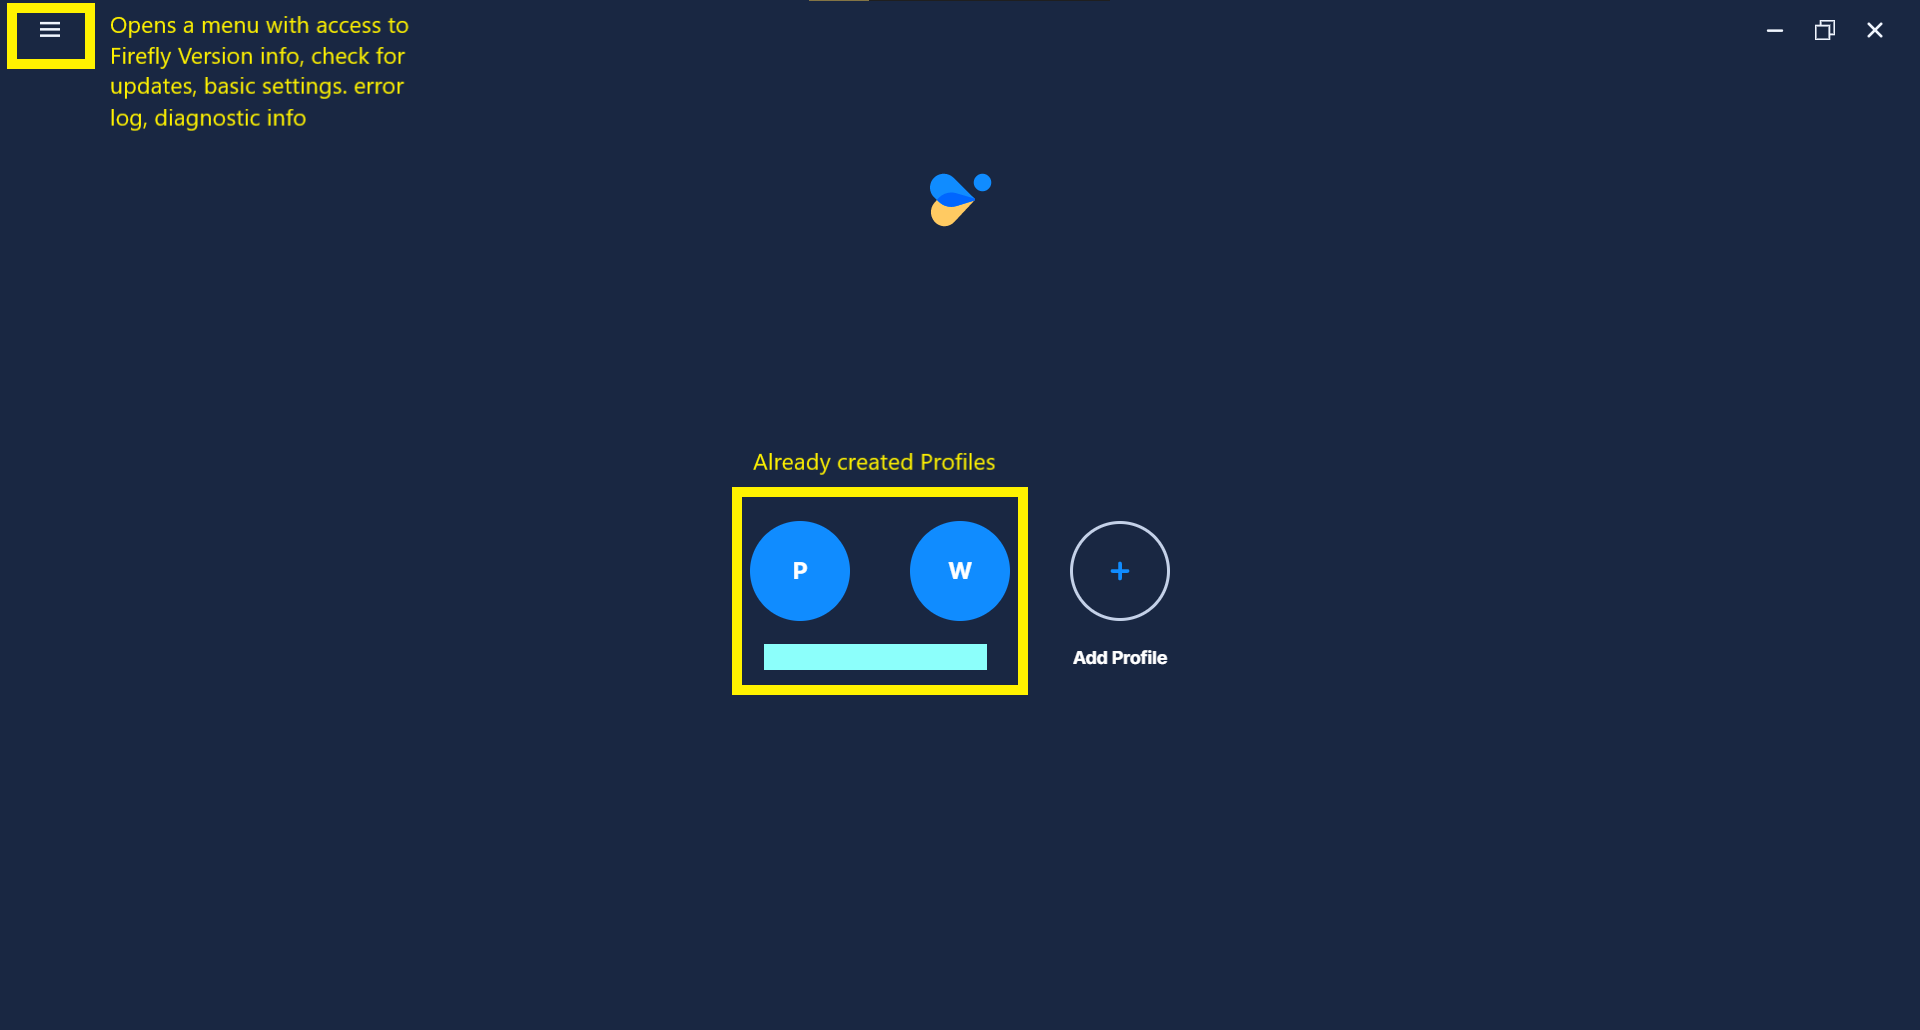 Opens a menu with access to
Firefly Version info, check for
updates, basic settings. error
log, diagnostic info
Already created Profiles
P
W
+
Add Profile